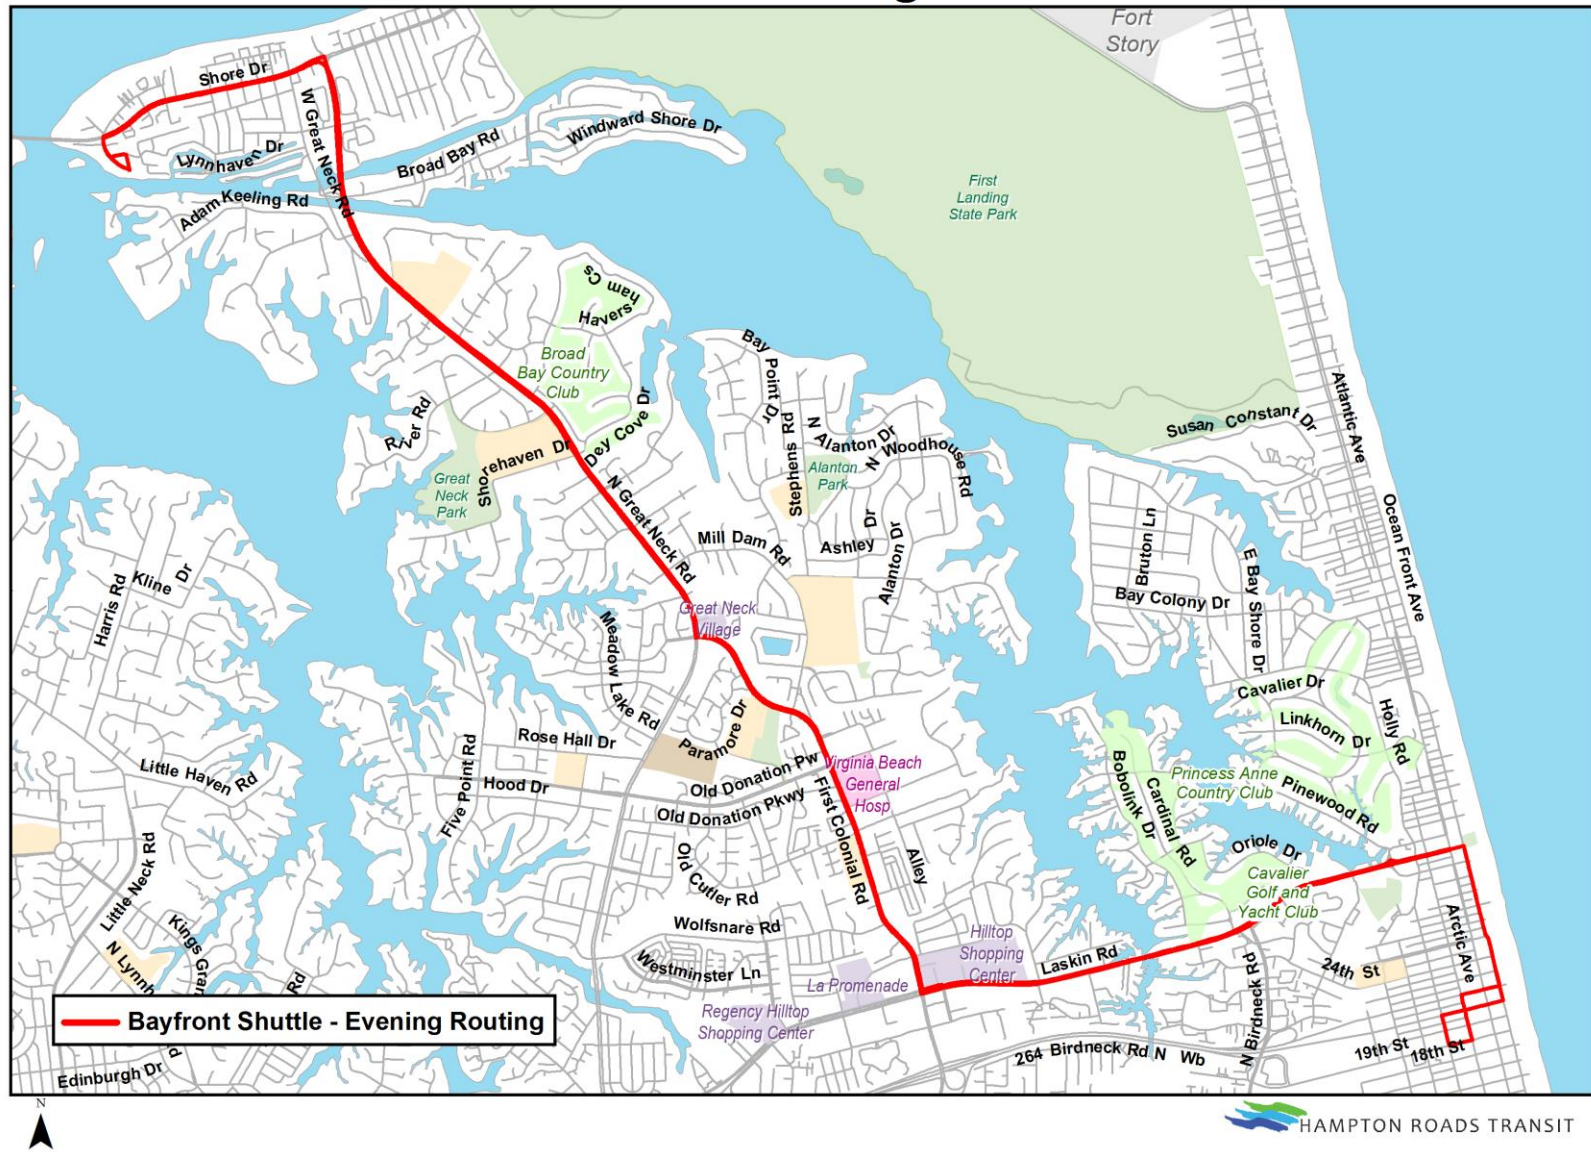 Fort
Story
Shore Dr
W Great Neck Rd
Lynnhaven Dr
Broad Bay Rd
Windward Shore Dr
Adam Keeling Rd
First
Landing
State Park
Havers
ham Cs
Broad
Bay Country
Club
Bay Point Dr
River Rd
Dey Cove Dr
Shorehaven Dr
Great
Neck
Park
Stephens Rd
N Alanton Dr
N Woodhouse Rd
Alanton
Park
Susan Constant Dr
Atlantic Ave
Ocean Front Ave
N Great Neck Rd
Mill Dam Rd
Ashley Dr
Alanton Dr
Bruton Ln
E Bay Shore Dr
Bay Colony Dr
Harris Rd
Kline Dr
Great Neck
Village
Meadow Lake Rd
Cavalier Dr
Linkhorn Dr
Holly Rd
Paramore Dr
Rose Hall Dr
Five Point Rd
Hood Dr
Little Haven Rd
Old Donation Pw
Old Donation Pkwy
Virginia Beach
General
Hosp
First Colonial Rd
Bobolink Dr
Cardinal Rd
Princess Anne
Country Club
Pinewood Rd
Oriole Dr
Cavalier
Golf and
Yacht Club
Alley
Old Cutler Rd
Little Neck Rd
Kings Gran
N Lynnh
Rd
Wolfsnare Rd
Westminster Ln
Hilltop
Shopping
Center
Laskin Rd
La Promenade
Regency Hilltop
Shopping Center
Arctic Ave
24th St
N Birdneck Rd
264 Birdneck Rd N Wb
19th St
18th St
Bayfront Shuttle - Evening Routing
Edinburgh Dr
N
HAMPTON ROADS TRANSIT